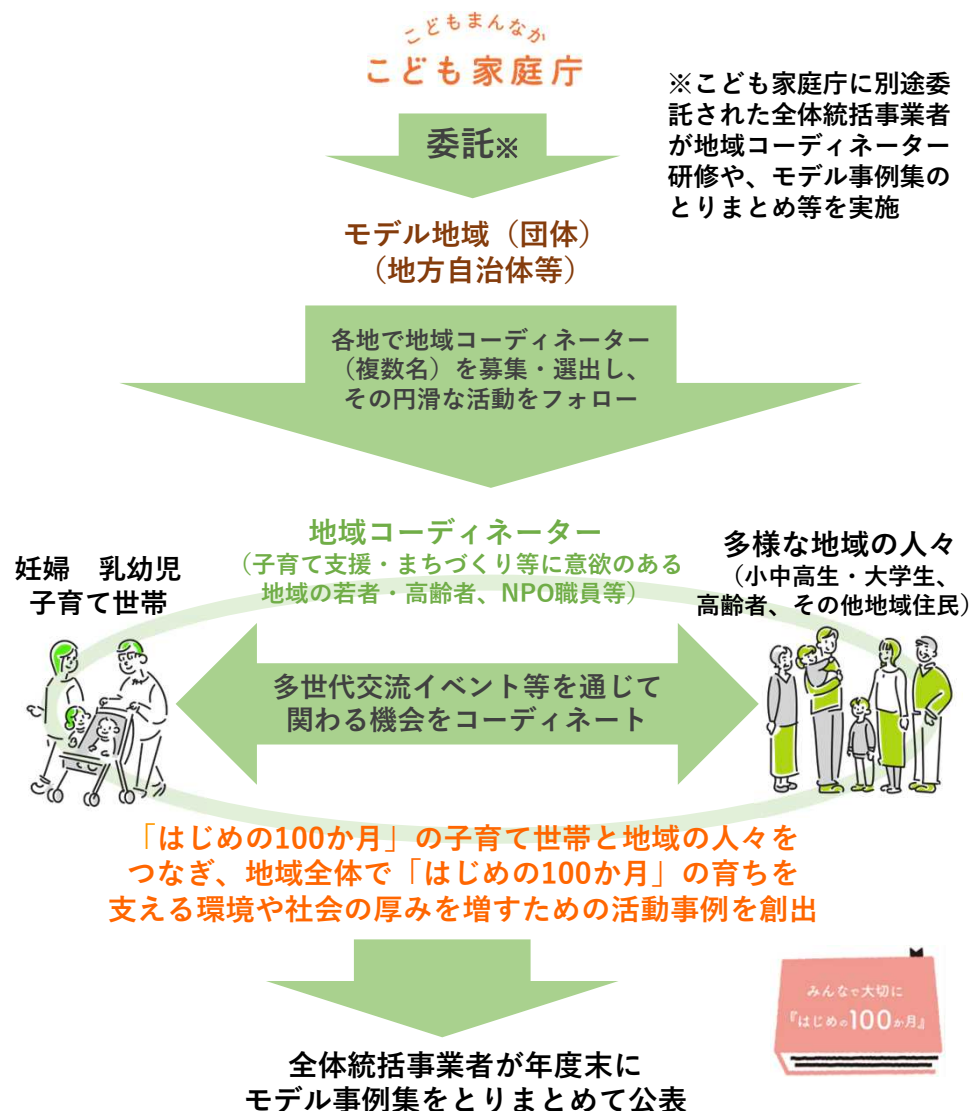 こどもまんなか
こども家庭庁
委託※
※こども家庭庁に別途委
託された全体統括事業者
が地域コーディネーター
研修や、モデル事例集の
とりまとめ等を実施
モデル地域（団体）
（地方自治体等）
各地で地域コーディネーター
（複数名）を募集・選出し、
その円滑な活動をフォロー
地域コーディネーター
（子育て支援・まちづくり等に意欲のある
地域の若者・高齢者、NPO職員等）
妊婦　乳幼児
子育て世帯
多様な地域の人々
（小中高生・大学生、
高齢者、その他地域住民）
多世代交流イベント等を通じて
関わる機会をコーディネート
「はじめの100か月」の子育て世帯と地域の人々を
つなぎ、地域全体で「はじめの100か月」の育ちを
支える環境や社会の厚みを増すための活動事例を創出
みんなで大切に
『はじめの100か月』
全体統括事業者が年度末に
モデル事例集をとりまとめて公表